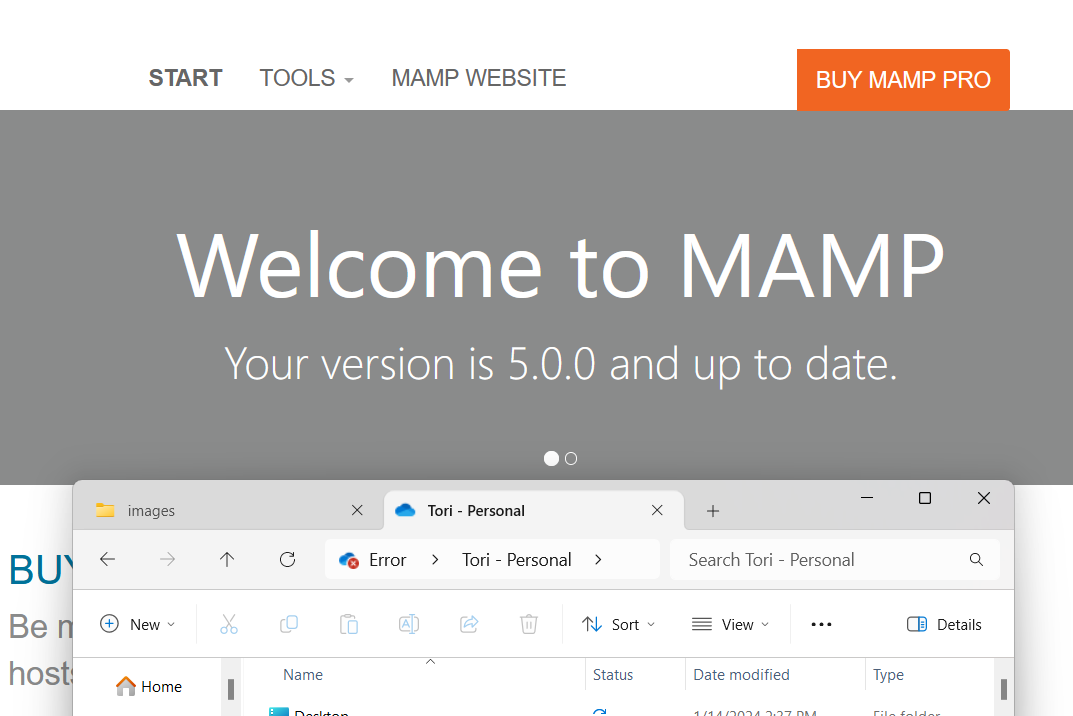 START TOOLS MAMP WEBSITE BUY MAMP PRO
Welcome to MAMP
Your version is 5.0.0 and up to date.
images Tori - Personal
BUY
Error Tori - Personal Search Tori - Personal
Be
New Sort View Details
hosts
Name Status Date modified Type
Home
Desktop 1/14/2024 2:37 PM File folder